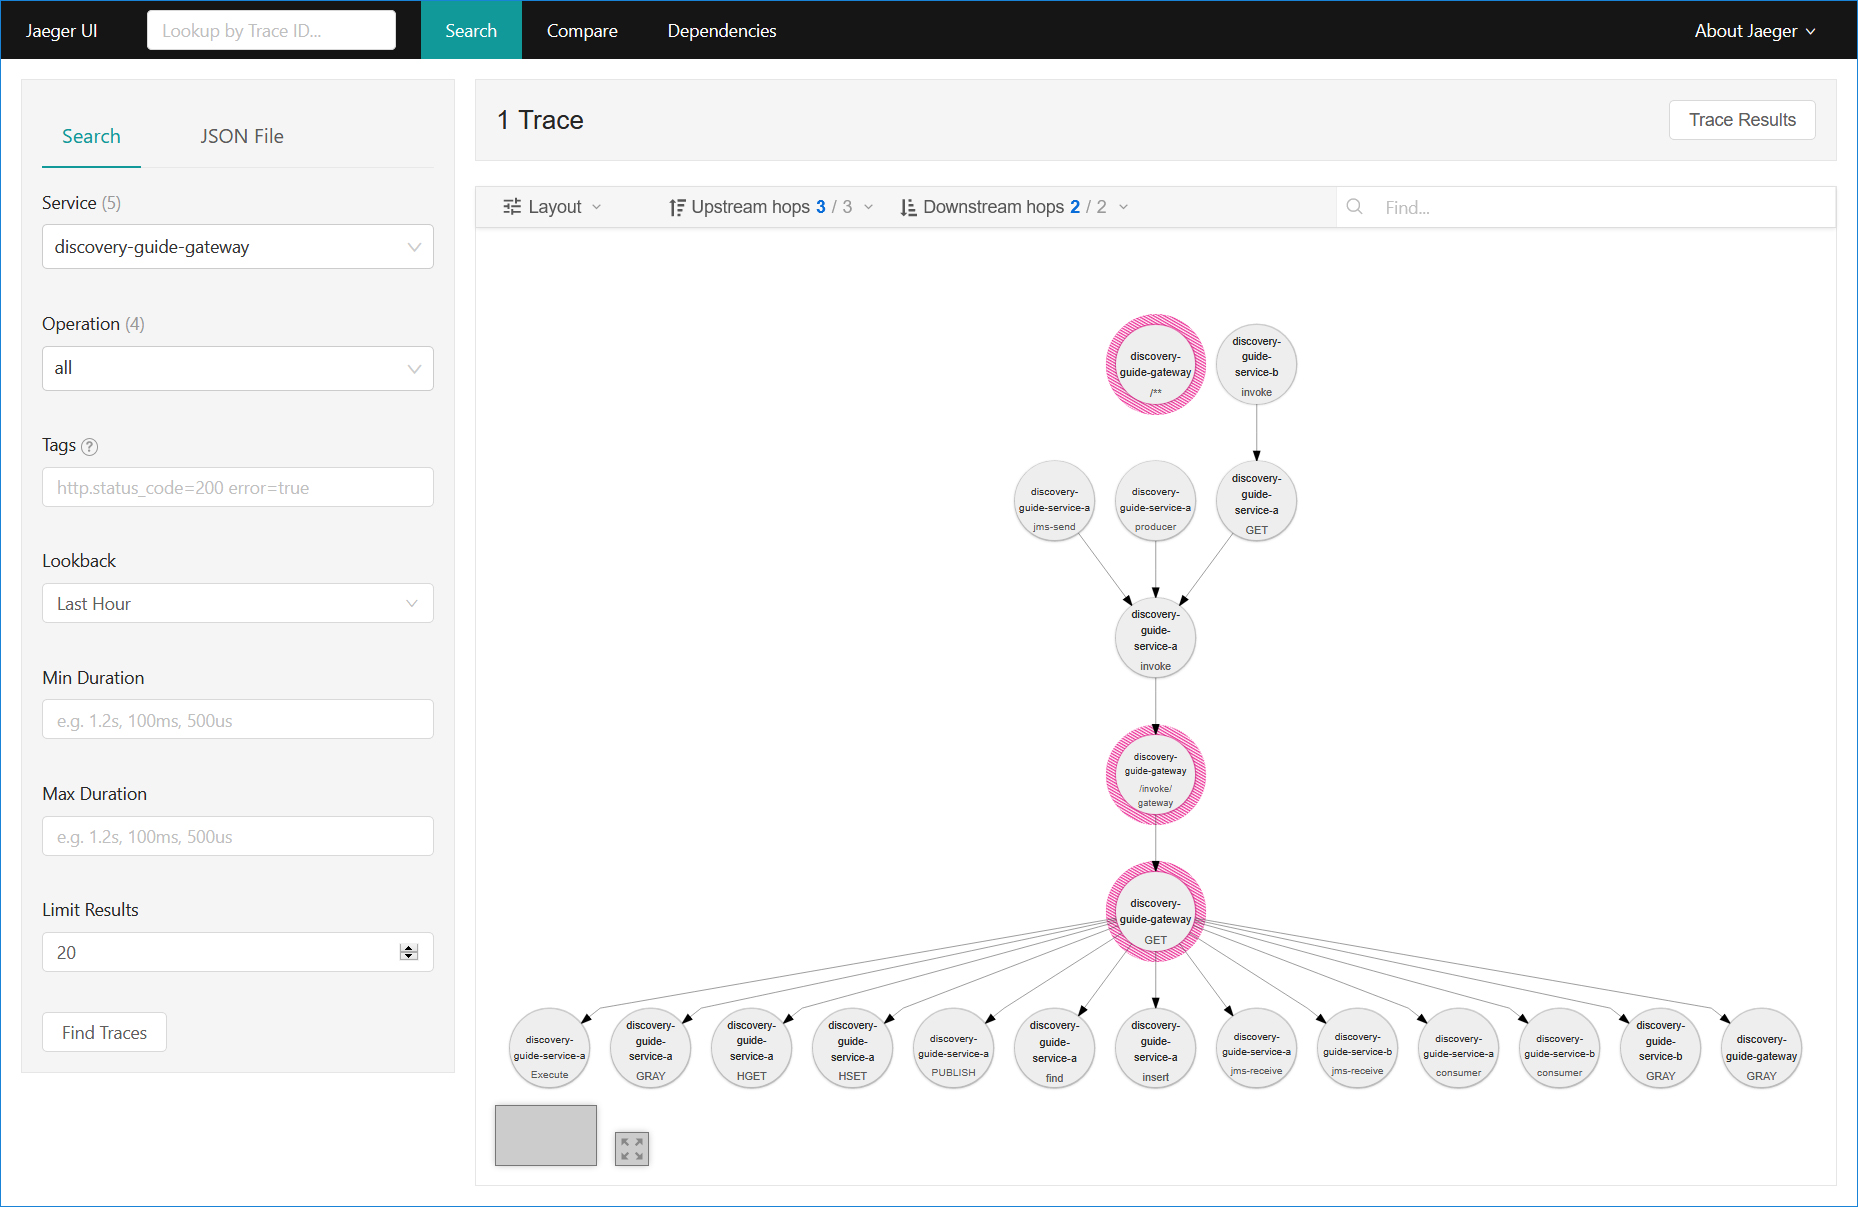 Jaeger UI
Lookup by Trace ID...
Search
Compare
Dependencies
About Jaeger
Search
JSON File
Service (5)
discovery-guide-gateway
Operation (4)
all
Tags ?
http.status_code=200 error=true
Lookback
Last Hour
Min Duration
e.g. 1.2s, 100ms, 500us
Max Duration
e.g. 1.2s, 100ms, 500us
Limit Results
20
Find Traces
1 Trace
Trace Results
Layout
Upstream hops 3 / 3
Downstream hops 2 / 2
Find...
discovery-
guide-gateway
/**
discovery-
guide-
service-b
invoke
discovery-
guide-service-a
jms-send
discovery-
guide-service-a
producer
discovery-
guide-
service-a
GET
discovery-
guide-
service-a
invoke
discovery-
guide-gateway
/invoke/
gateway
discovery-
guide-gateway
GET
discovery-
guide-service-a
Execute
discovery-
guide-
service-a
GRAY
discovery-
guide-
service-a
HGET
discovery-
guide-
service-a
HSET
discovery-
guide-service-a
PUBLISH
discovery-
guide-
service-a
find
discovery-
guide-
service-a
insert
discovery-
guide-service-a
jms-receive
discovery-
guide-service-b
jms-receive
discovery-
guide-service-a
consumer
discovery-
guide-service-b
consumer
discovery-
guide-
service-b
GRAY
discovery-
guide-gateway
GRAY